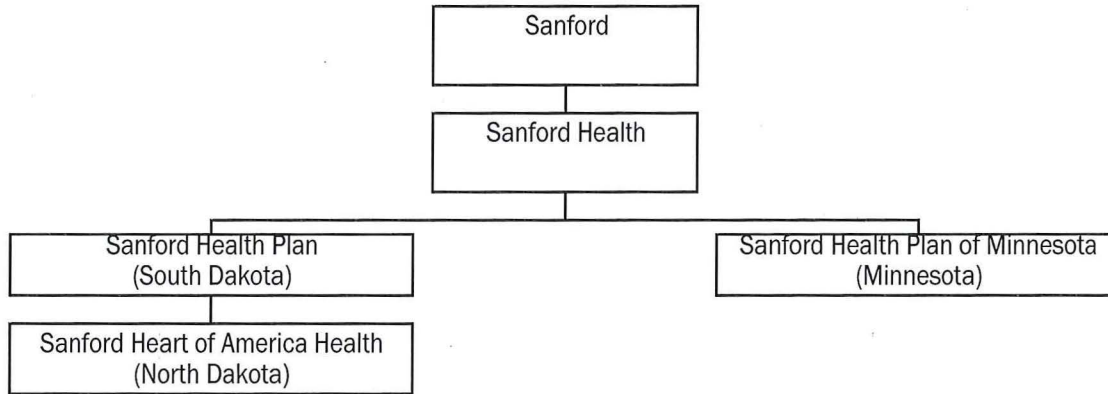 Sanford
Sanford Health
Sanford Health Plan
(South Dakota)
Sanford Health Plan of Minnesota
(Minnesota)
Sanford Heart of America Health
(North Dakota)